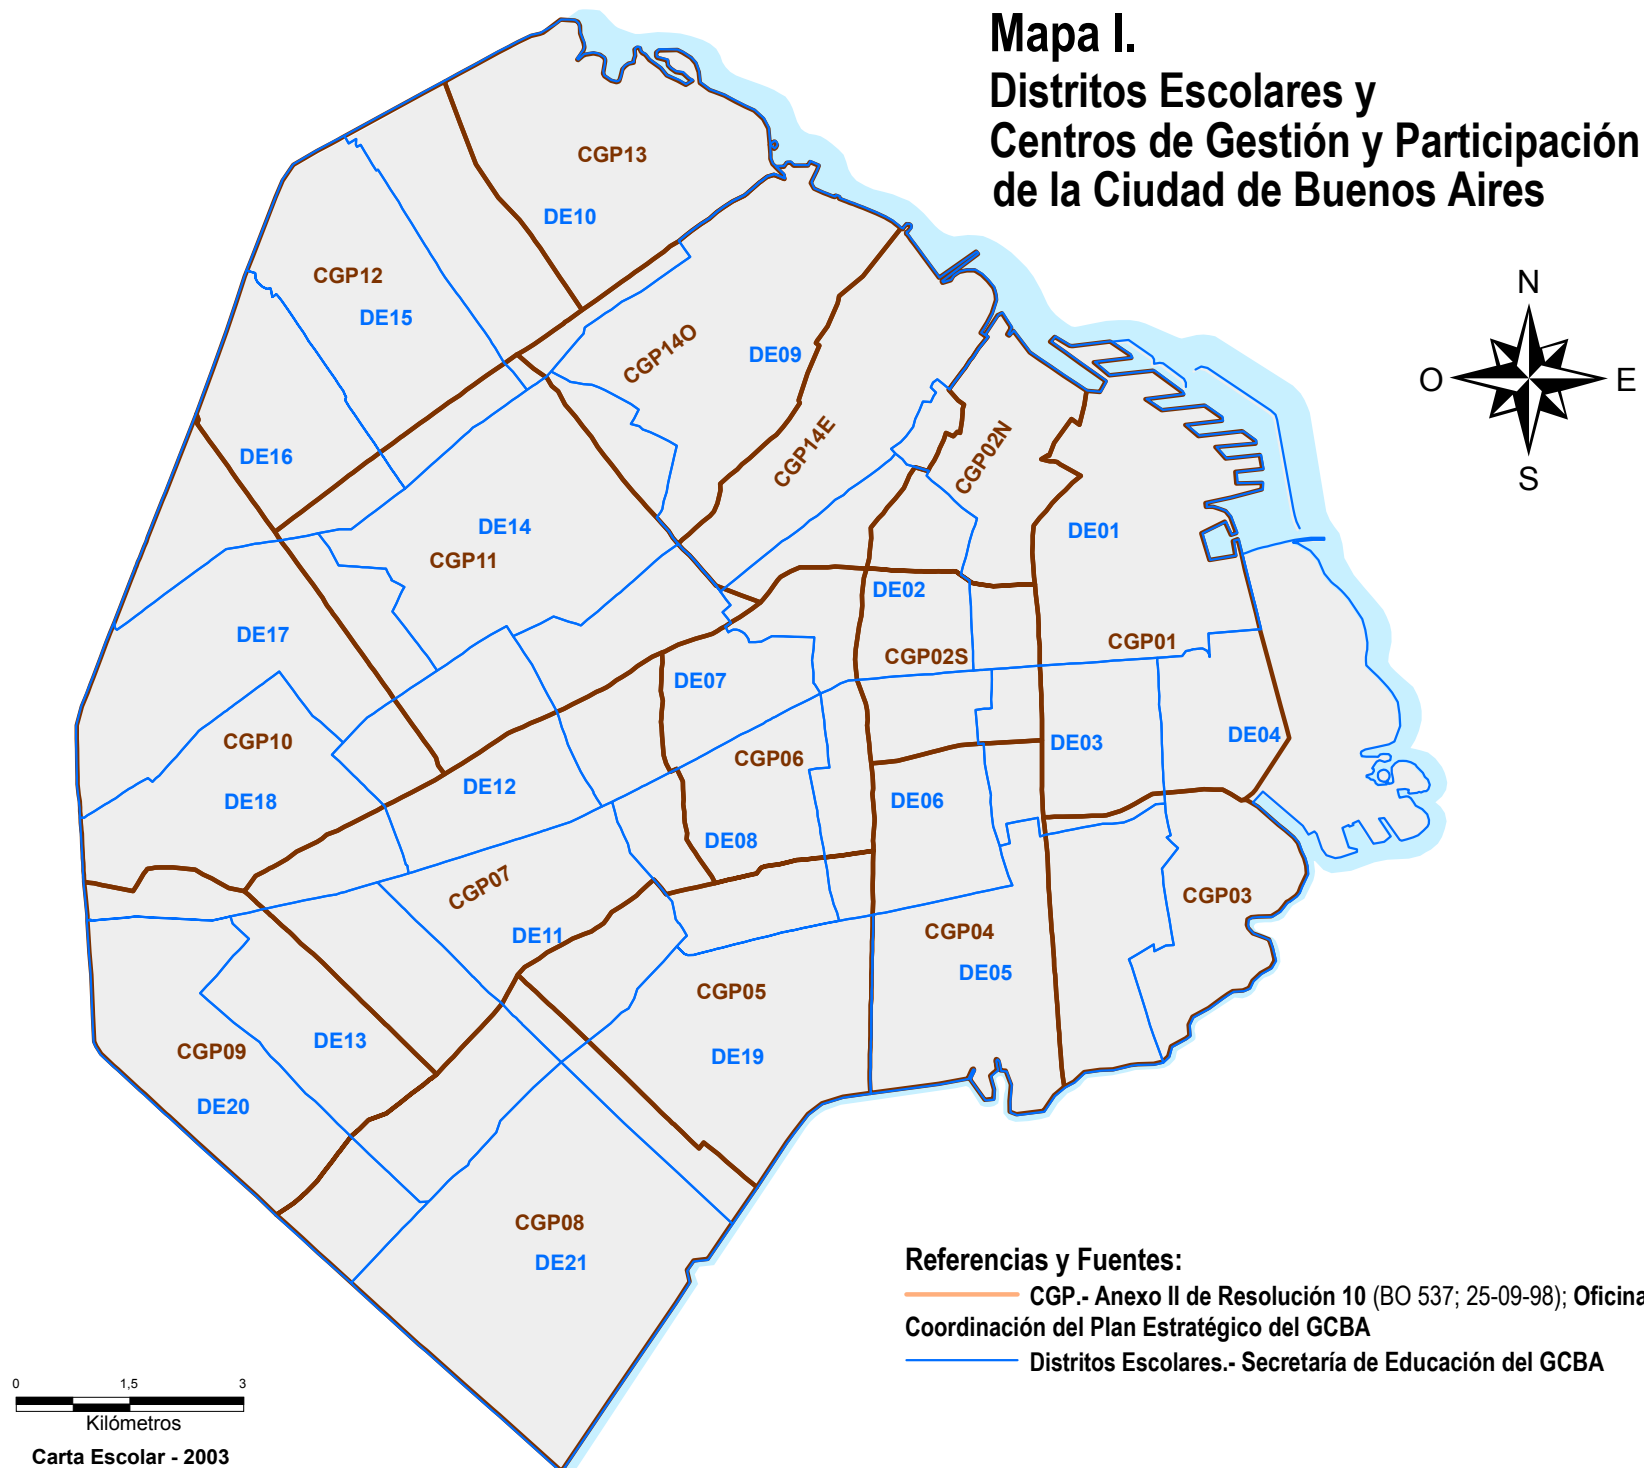 Mapa I.
Distritos Escolares y
Centros de Gestión y Participación
de la Ciudad de Buenos Aires
N
O
E
S
CGP13
DE10
CGP12
DE15
CGP14O
DE09
CGP14E
CGP02N
DE16
DE14
CGP11
DE01
DE02
DE17
CGP02S
CGP01
DE07
CGP10
CGP06
DE03
DE04
DE18
DE12
DE06
DE08
CGP07
CGP03
DE11
CGP04
DE05
CGP05
CGP09
DE13
DE19
DE20
CGP08
DE21
Referencias y Fuentes:
CGP.- Anexo II de Resolución 10 (BO 537; 25-09-98); Oficina
Coordinación del Plan Estratégico del GCBA
Distritos Escolares.- Secretaría de Educación del GCBA
0 1,5 3
Kilómetros
Carta Escolar - 2003